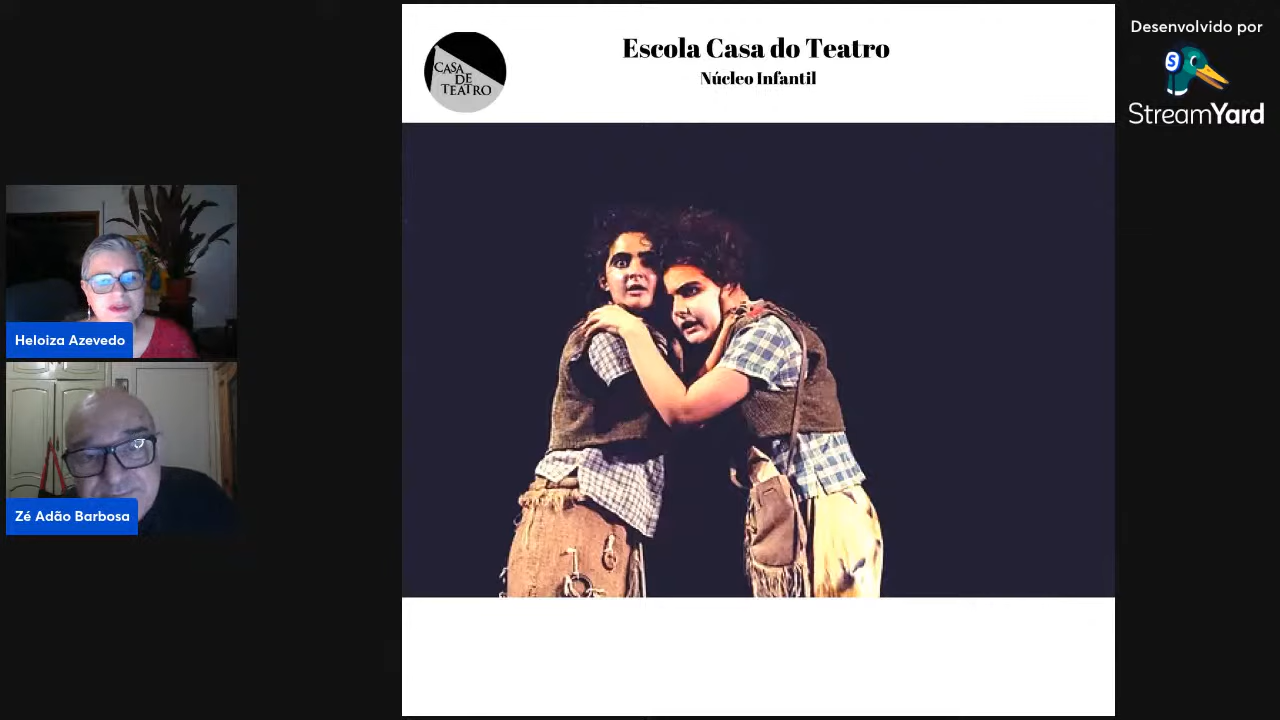 Escola Casa do Teatro
Núcleo Infantil
CASA
DE
TEATRO
Desenvolvido por
S
StreamYard
Heloiza Azevedo
Zé Adão Barbosa